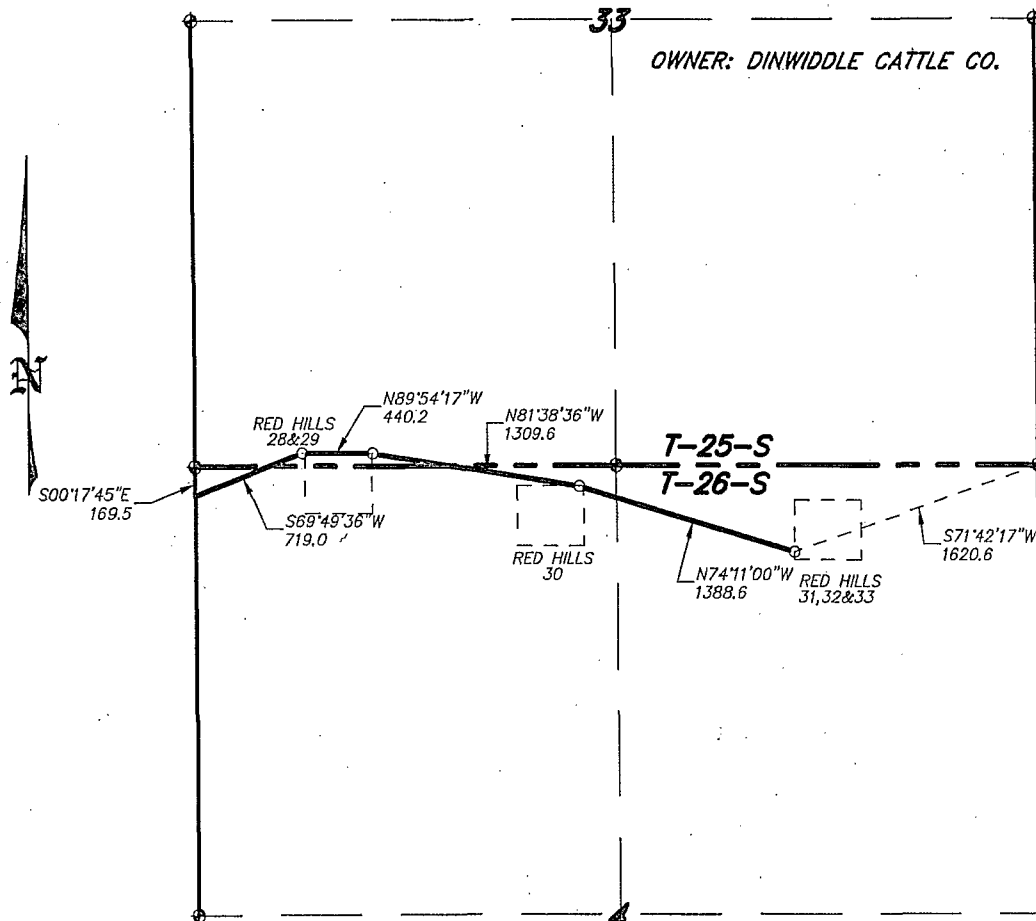 33
OWNER: DINWIDDLE CATTLE CO.
N
N89°54'17"W
440.2
RED HILLS
28&29
N81°38'36"W
1309.6
T-25-S
T-26-S
S00°17'45"E
169.5
S69°49'36"W
719.0
RED HILLS
30
N74°11'00"W
1388.6
RED HILLS
31,32&33
S71°42'17"W
1620.6